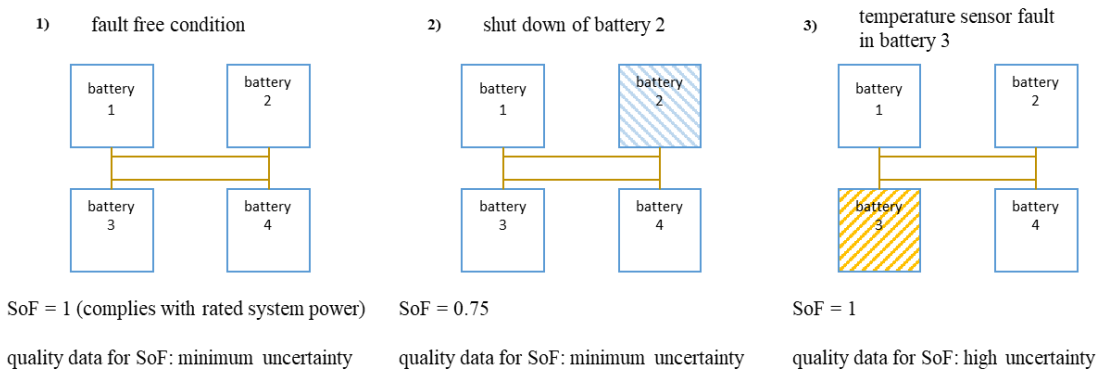 1) fault free condition
battery
1
battery
2
battery
3
battery
4
SoF = 1 (complies with rated system power)
quality data for SoF: minimum uncertainty
2) shut down of battery 2
battery
1
battery
2
battery
3
battery
4
SoF = 0.75
quality data for SoF: minimum uncertainty
3) temperature sensor fault
in battery 3
battery
1
battery
2
battery
3
battery
4
SoF = 1
quality data for SoF: high uncertainty